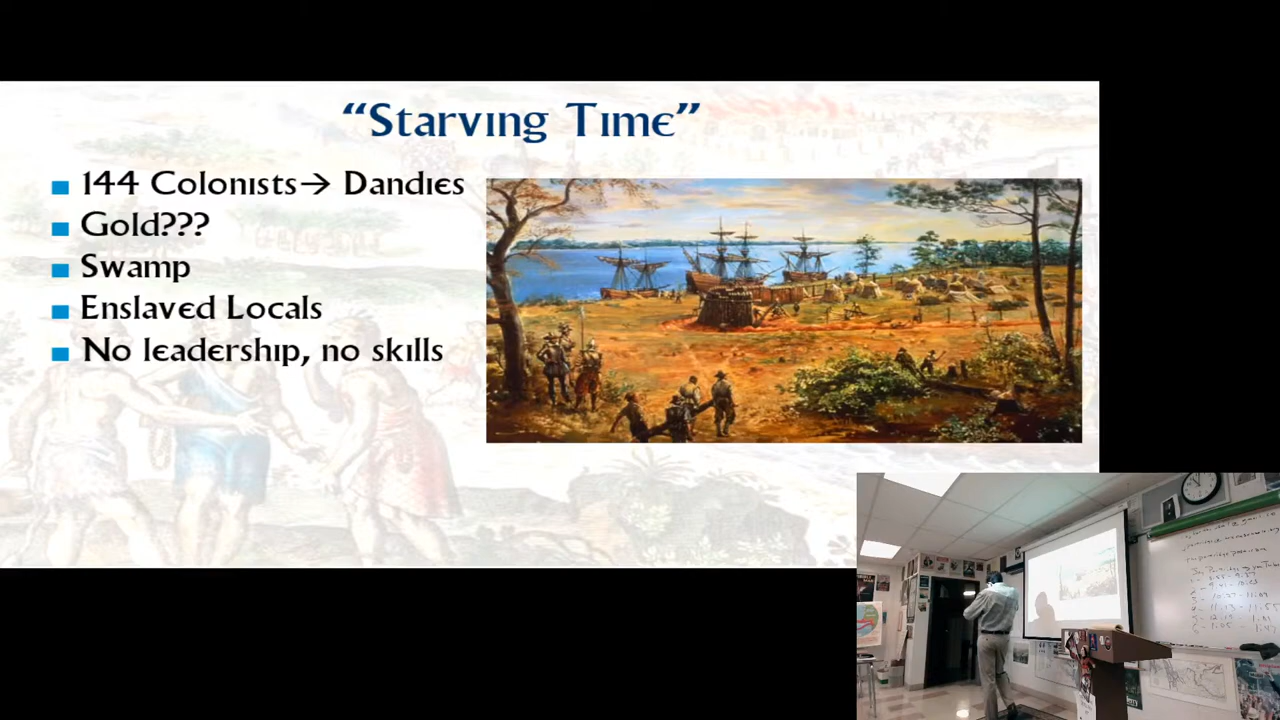 “Starving Time”
144 Colonists→ Dandies
Gold???
Swamp
Enslaved Locals
No leadership, no skills